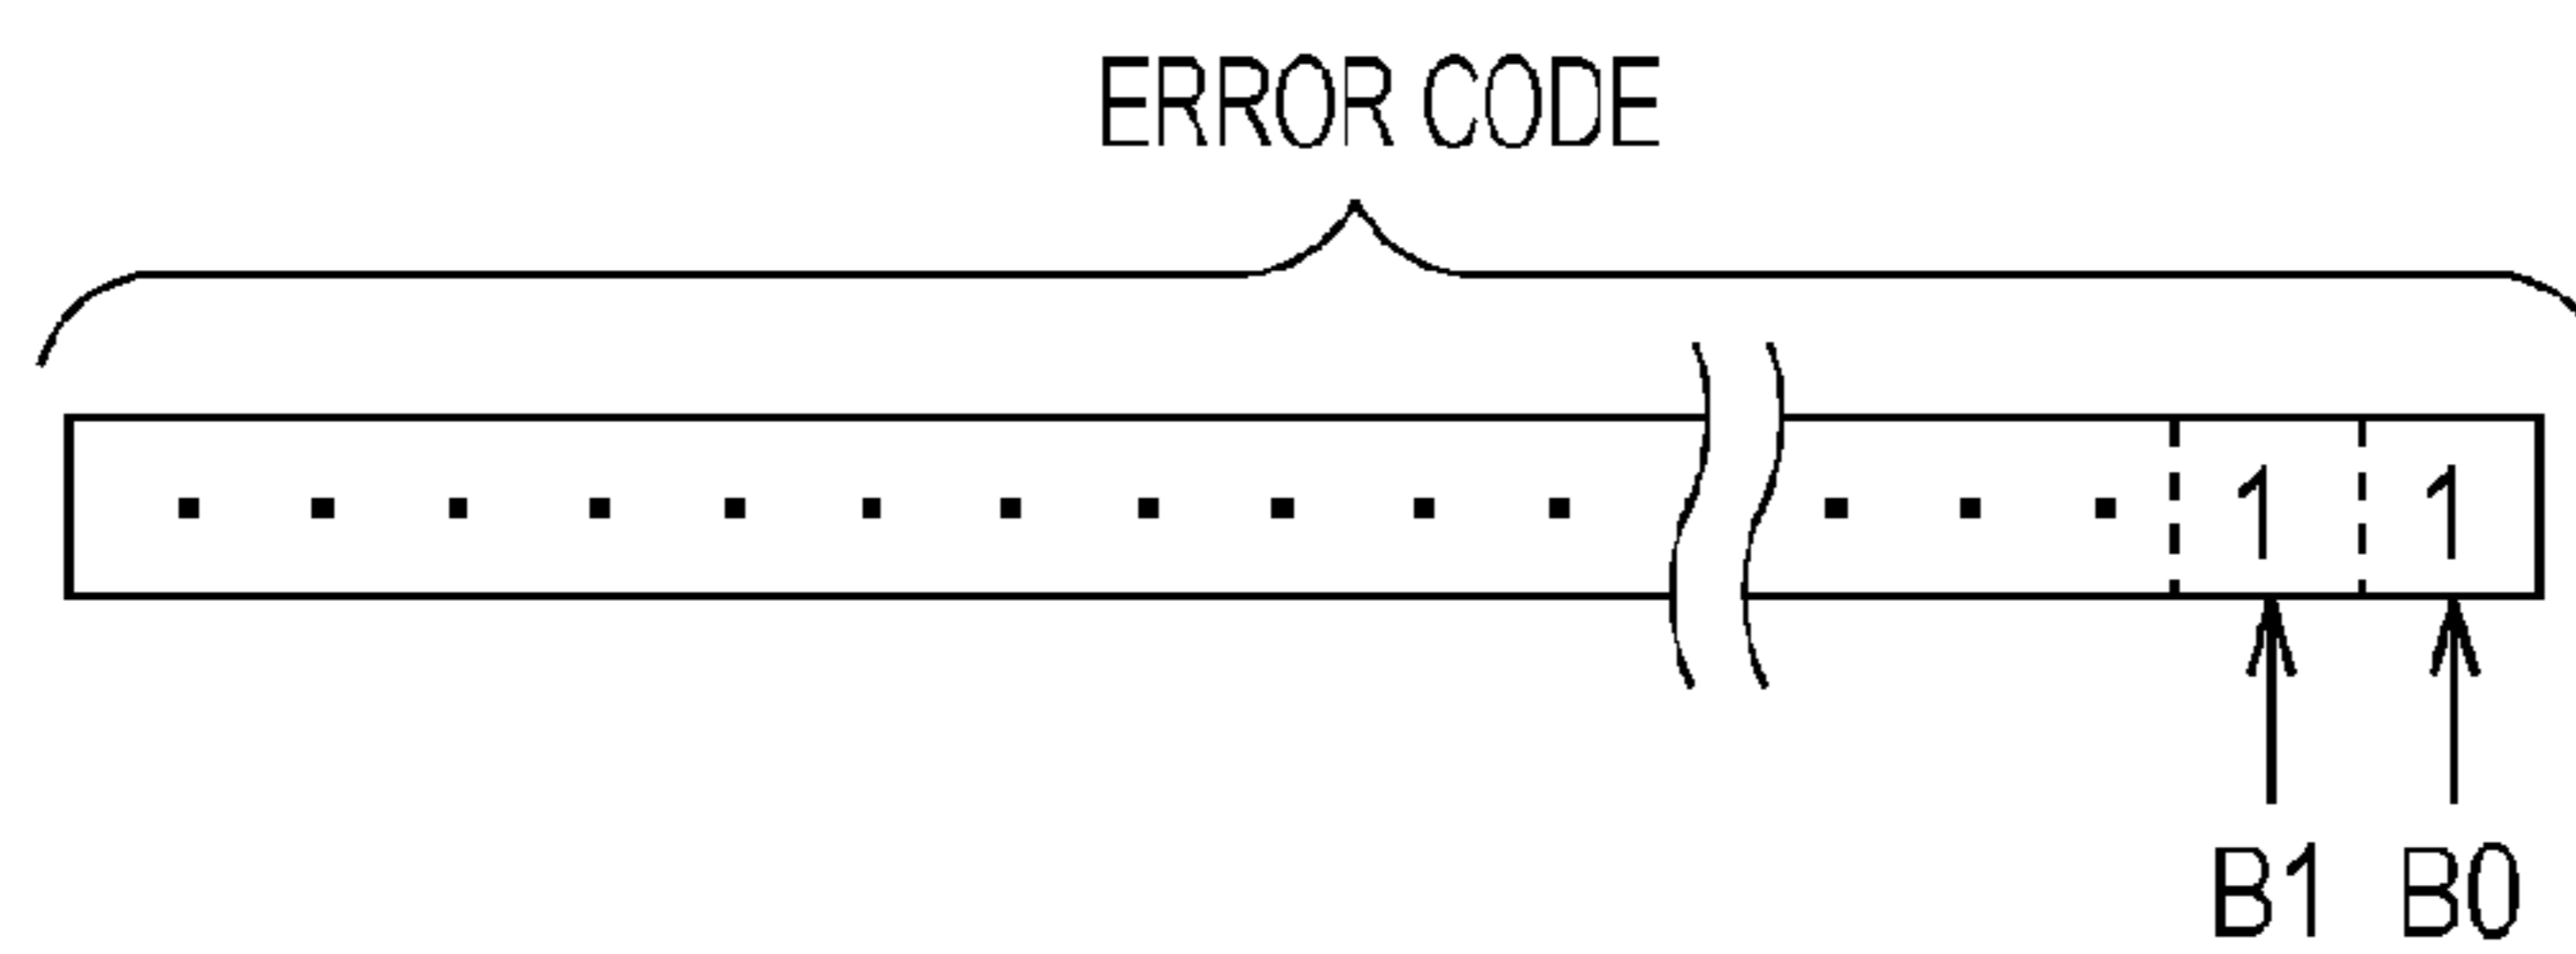 ERROR CODE
. . . . . . . . . . . . . . 1 1
B1 B0